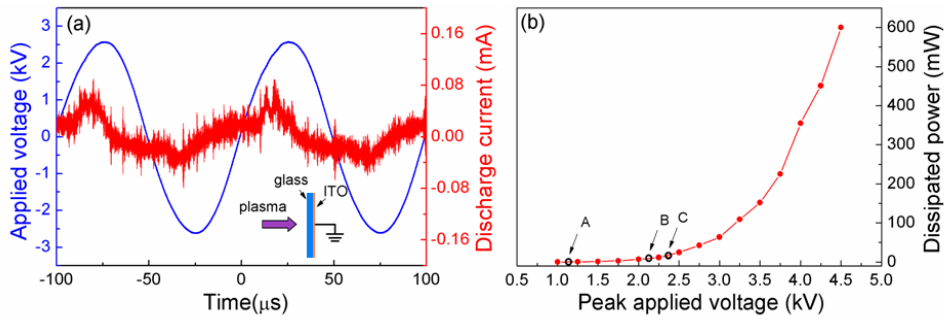 (a)
Applied voltage (kV)
3
2
1
0
-1
-2
-3
0.16
0.08
0.00
-0.08
-0.16
Discharge current (mA)
glass
ITO
plasma
-100
-50
0
50
100
Time(μs)
(b)
A
B
C
600
500
400
300
200
100
0
Dissipated power (mW)
0.5
1.0
1.5
2.0
2.5
3.0
3.5
4.0
4.5
5.0
Peak applied voltage (kV)